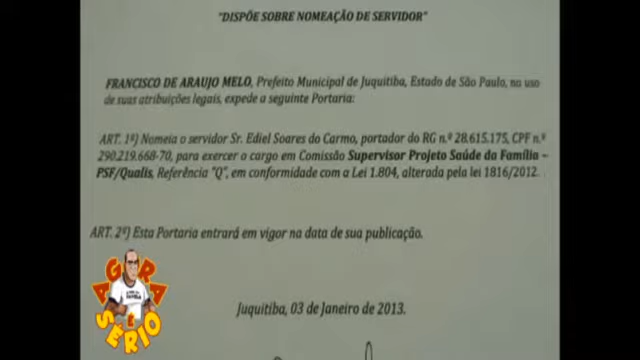 "DISPÕE SOBRE NOMEAÇÃO DE SERVIDOR"
FRANCISCO DE ARAUJO MELO, Prefeito Municipal de Juquitiba, Estado de São Paulo, no uso
de suas atribuições legais, expede a seguinte Portaria:
ART. 1º) Nomeia o servidor Sr. Ediel Soares do Carmo, portador do RG n.º 28.615.175, CPF n.º
290.219.668-70, para exercer o cargo em Comissão Supervisor Projeto Saúde da Família –
PSF/Qualis, Referência "Q", em conformidade com a Lei 1.804, alterada pela lei 1816/2012.
ART. 2º) Esta Portaria entrará em vigor na data de sua publicação.
AGORA
É
SÉRIO
Juquitiba, 03 de Janeiro de 2013.